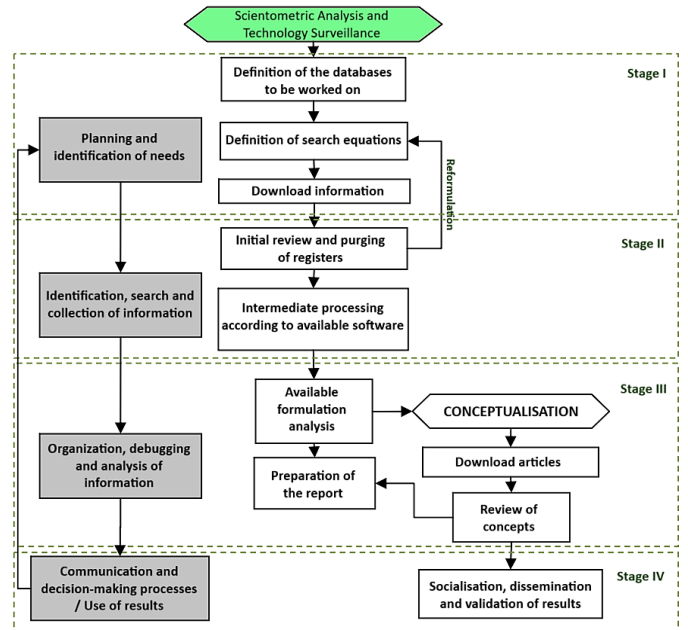 Scientometric Analysis and
Technology Surveillance
Definition of the databases
to be worked on
Stage I
Planning and
identification of needs
Definition of search equations
Reformulation
Download information
Initial review and purging
of registers
Stage II
Identification, search and
collection of information
Intermediate processing
according to available software
Available
formulation
analysis
CONCEPTUALISATION
Stage III
Organization, debugging
and analysis of
information
Preparation of
the report
Download articles
Review of
concepts
Communication and
decision-making processes
/ Use of results
Socialisation, dissemination
and validation of results
Stage IV